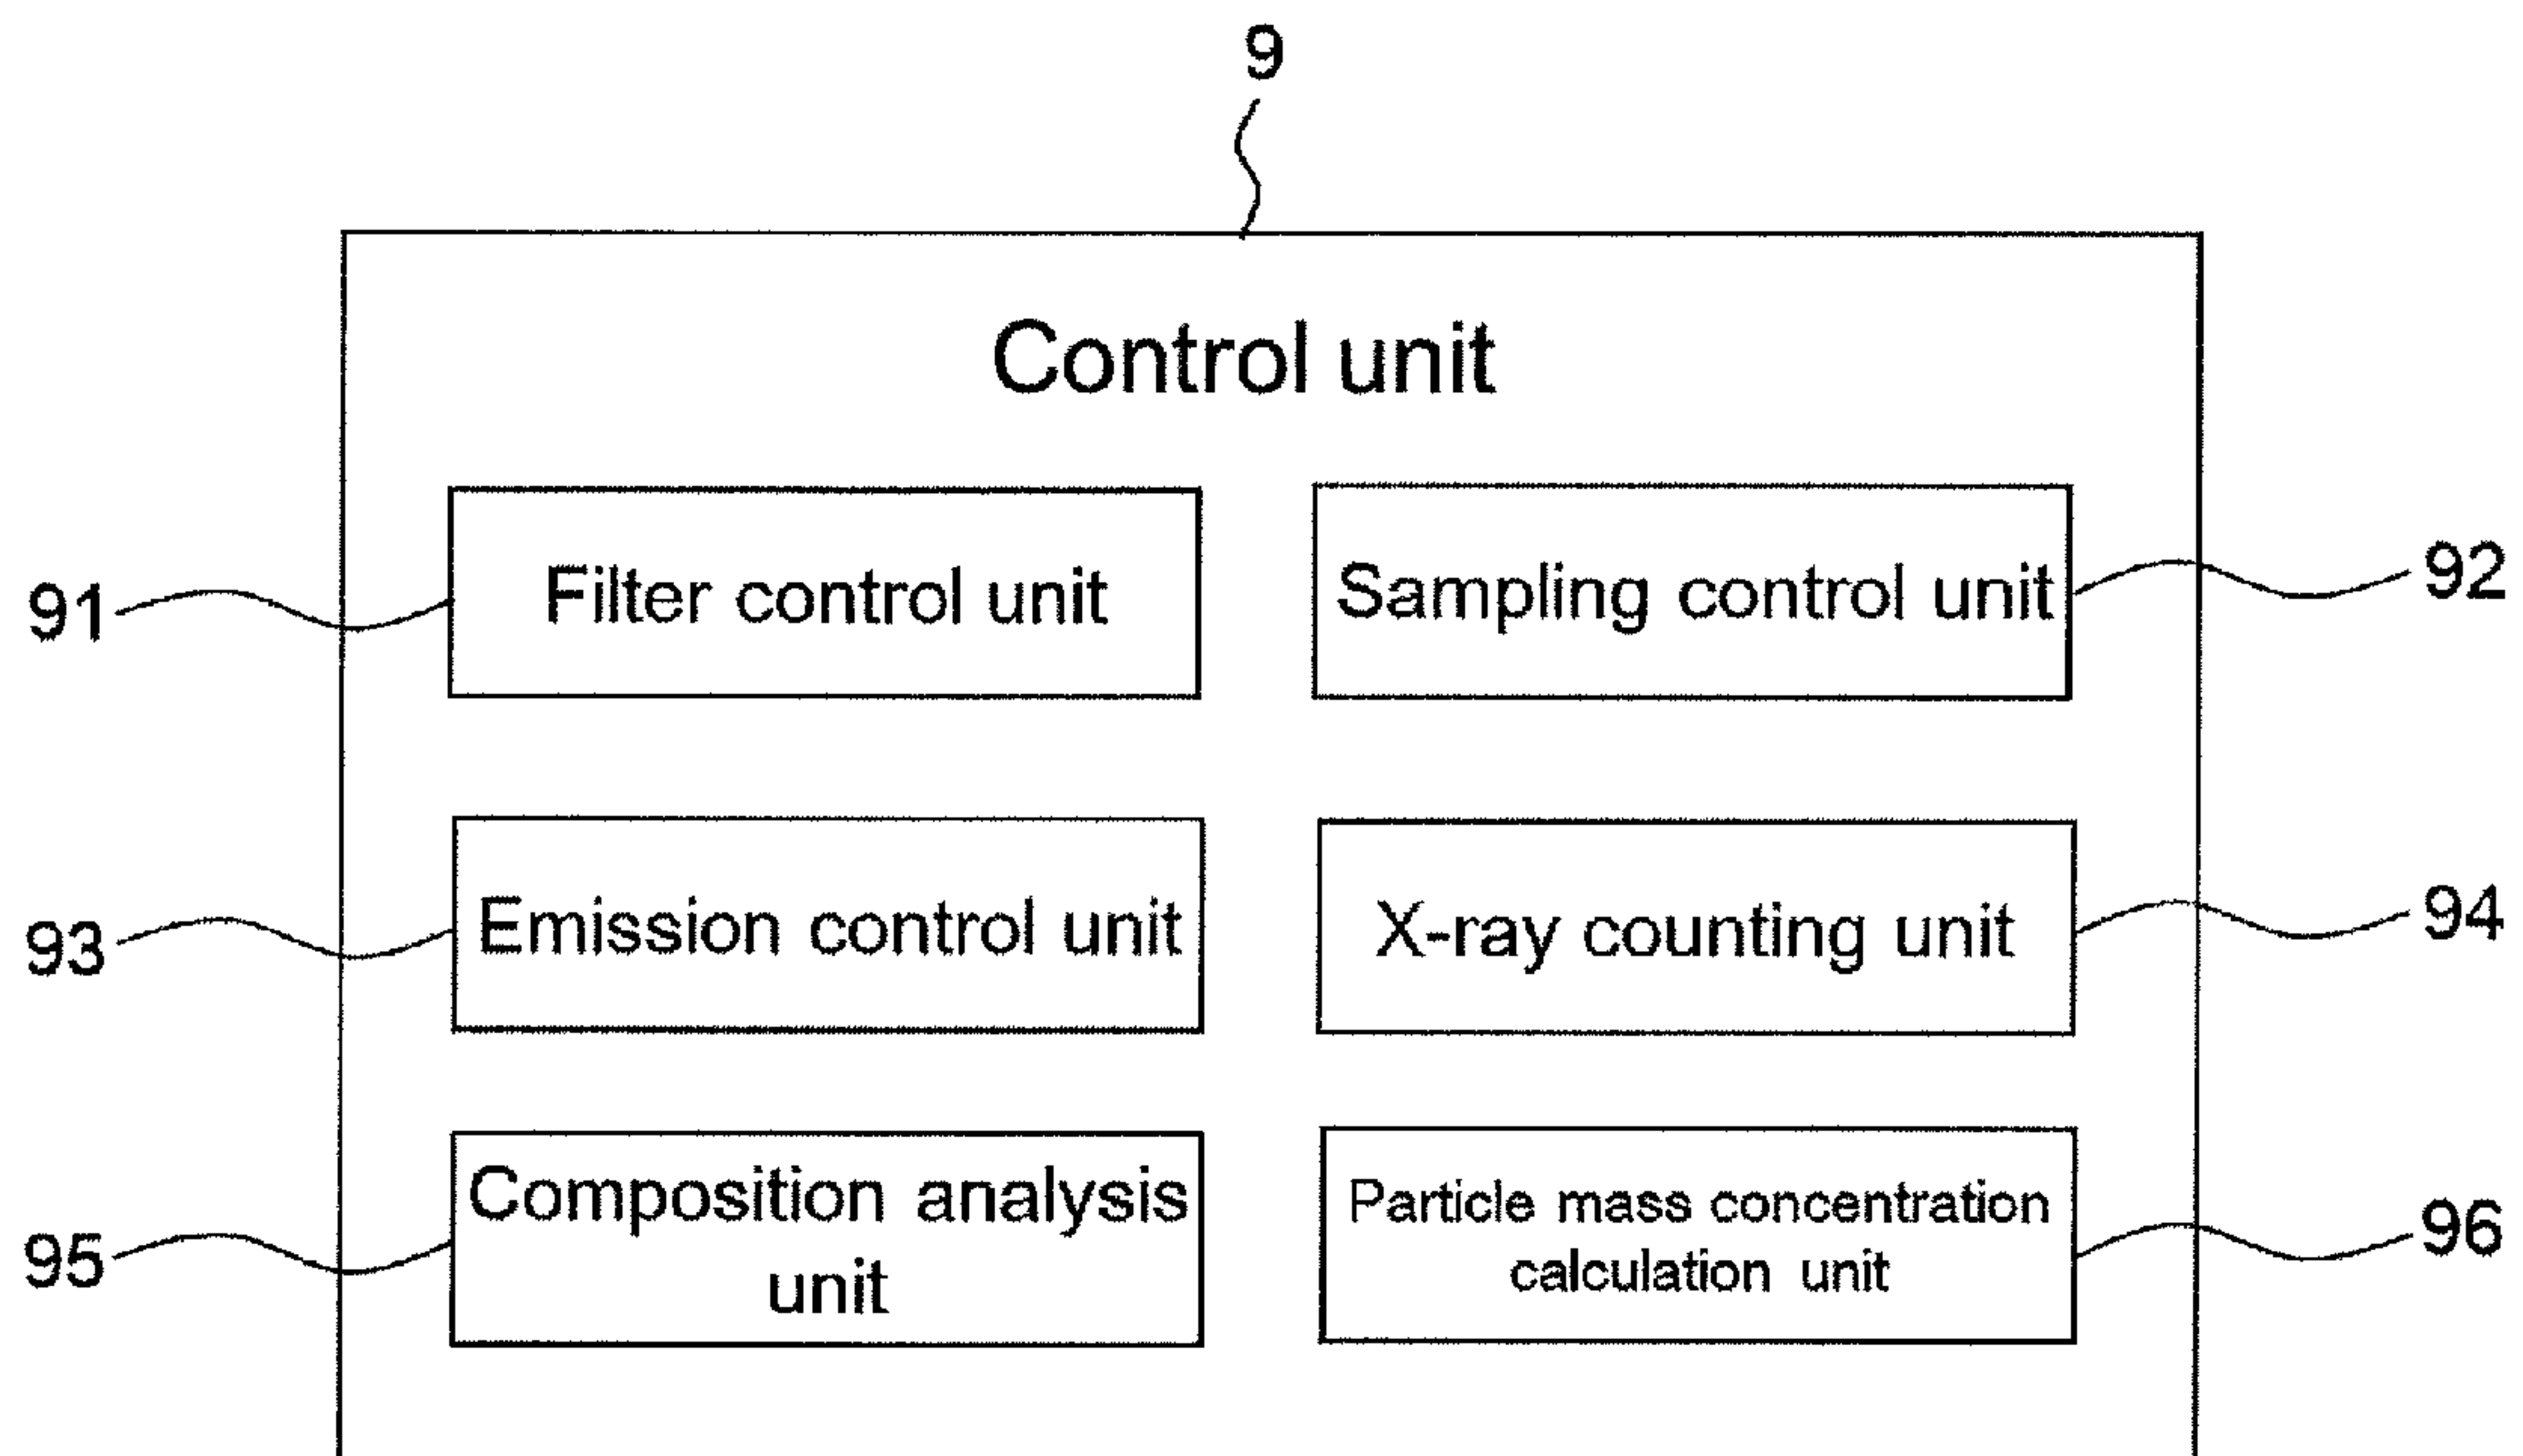 9
Control unit
91
Filter control unit
Sampling control unit
92
93
Emission control unit
X-ray counting unit
94
95
Composition analysis
unit
Particle mass concentration
calculation unit
96